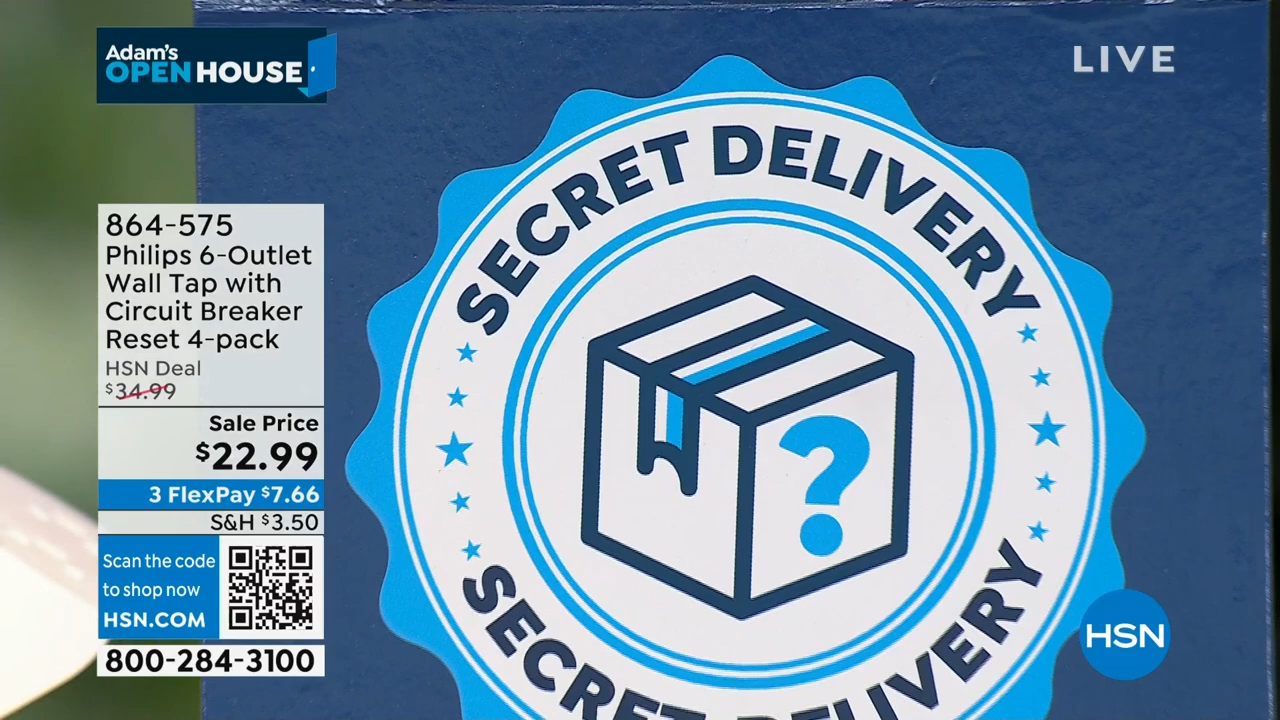 Adam's
OPEN HOUSE
LIVE
864-575
Philips 6-Outlet
Wall Tap with
Circuit Breaker
Reset 4-pack
HSN Deal
$34.99
Sale Price
$22.99
3 FlexPay $7.66
S&H $3.50
Scan the code
to shop now
HSN.COM
800-284-3100
SECRET DELIVERY
?
SECRET DELIVERY
HSN